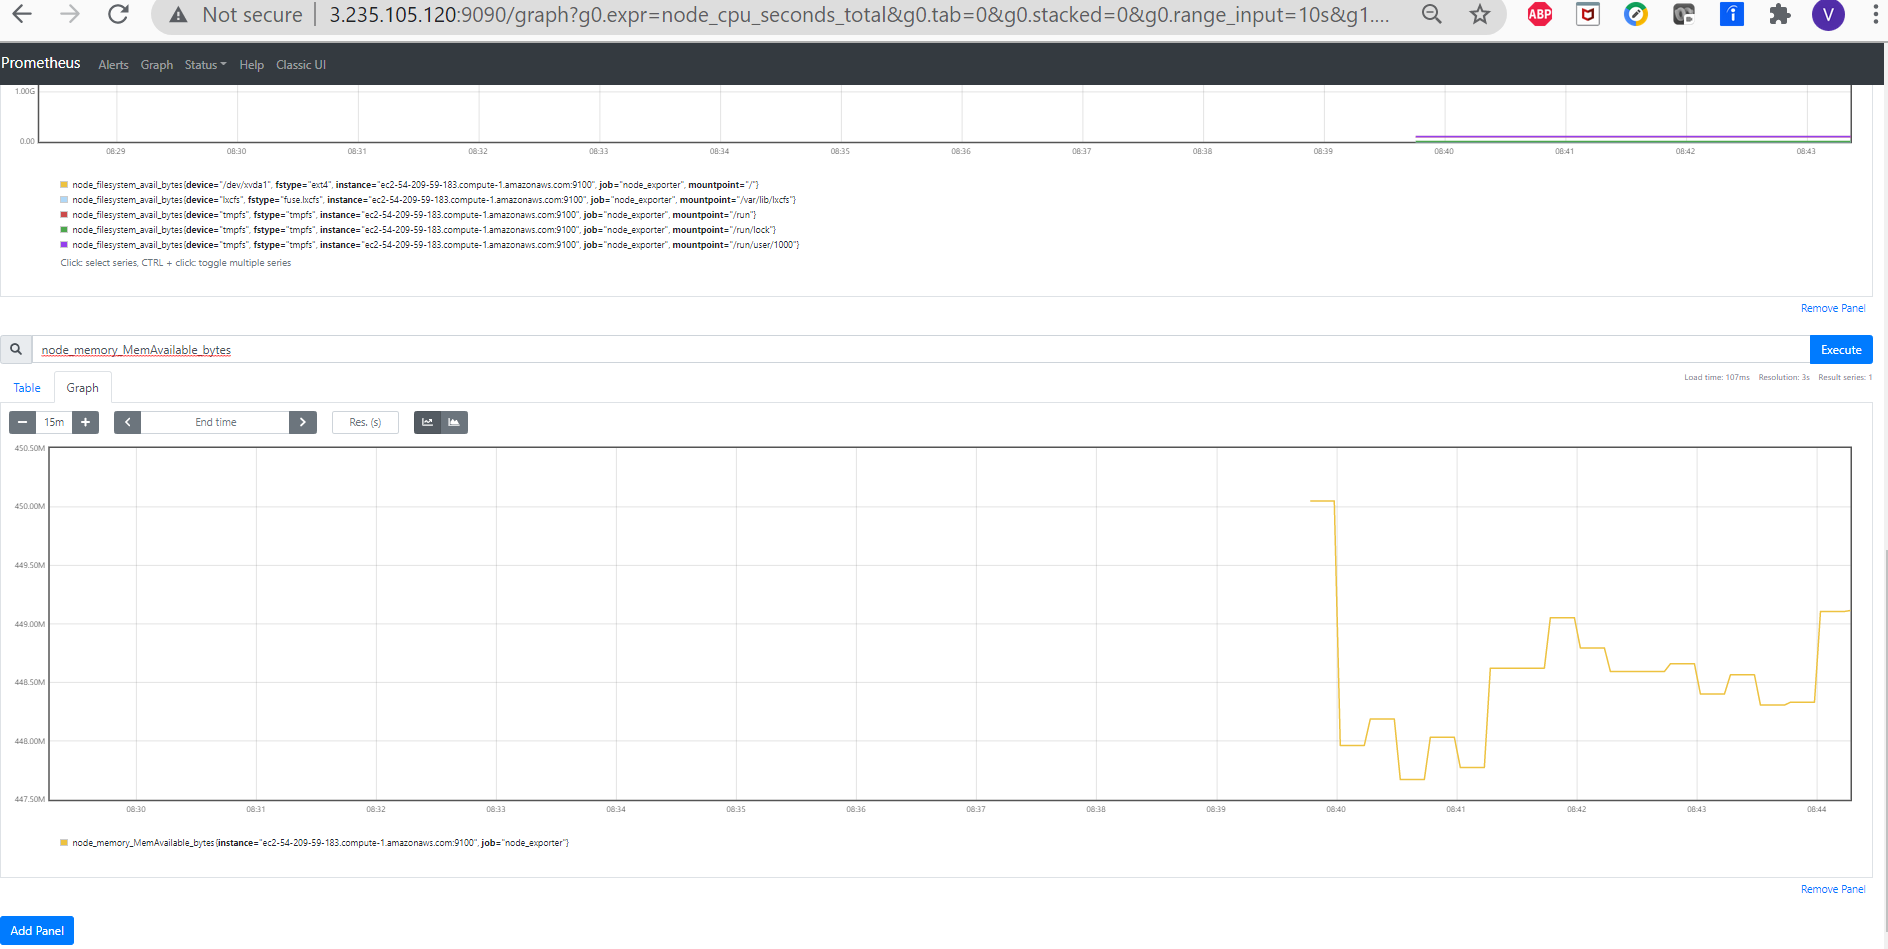 Not secure | 3.235.105.120:9090/graph?g0.expr=node_cpu_seconds_total&g0.tab=0&g0.stacked=0&g0.range_input=10s&g1.... ABP V
Prometheus Alerts Graph Status Help Classic UI
1.00G
0.00
08:29 08:30 08:31 08:32 08:33 08:34 08:35 08:36 08:37 08:38 08:39 08:40 08:41 08:42 08:43
node_filesystem_avail_bytes{device="/dev/xvda1", fstype="ext4", instance="ec2-54-209-59-183.compute-1.amazonaws.com:9100", job="node_exporter", mountpoint="/"}
node_filesystem_avail_bytes{device="lxcfs", fstype="fuse.lxcfs", instance="ec2-54-209-59-183.compute-1.amazonaws.com:9100", job="node_exporter", mountpoint="/var/lib/lxcfs"}
node_filesystem_avail_bytes{device="tmpfs", fstype="tmpfs", instance="ec2-54-209-59-183.compute-1.amazonaws.com:9100", job="node_exporter", mountpoint="/run"}
node_filesystem_avail_bytes{device="tmpfs", fstype="tmpfs", instance="ec2-54-209-59-183.compute-1.amazonaws.com:9100", job="node_exporter", mountpoint="/run/lock"}
node_filesystem_avail_bytes{device="tmpfs", fstype="tmpfs", instance="ec2-54-209-59-183.compute-1.amazonaws.com:9100", job="node_exporter", mountpoint="/run/user/1000"}
Click: select series, CTRL + click: toggle multiple series
Remove Panel
node_memory_MemAvailable_bytes Execute
Table Graph Load time: 107ms Resolution: 3s Result series: 1
15m End time Res. (s)
450.50M
450.00M
449.50M
449.00M
448.50M
448.00M
447.50M
08:30 08:31 08:32 08:33 08:34 08:35 08:36 08:37 08:38 08:39 08:40 08:41 08:42 08:43 08:44
node_memory_MemAvailable_bytes{instance="ec2-54-209-59-183.compute-1.amazonaws.com:9100", job="node_exporter"}
Remove Panel
Add Panel